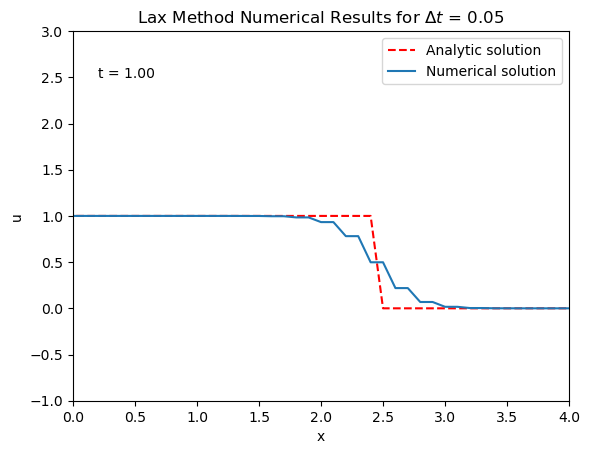 Lax Method Numerical Results for Δt = 0.05
3.0
2.5
2.0
1.5
1.0
0.5
0.0
−0.5
−1.0
u
t = 1.00
Analytic solution
Numerical solution
0.0 0.5 1.0 1.5 2.0 2.5 3.0 3.5 4.0
x